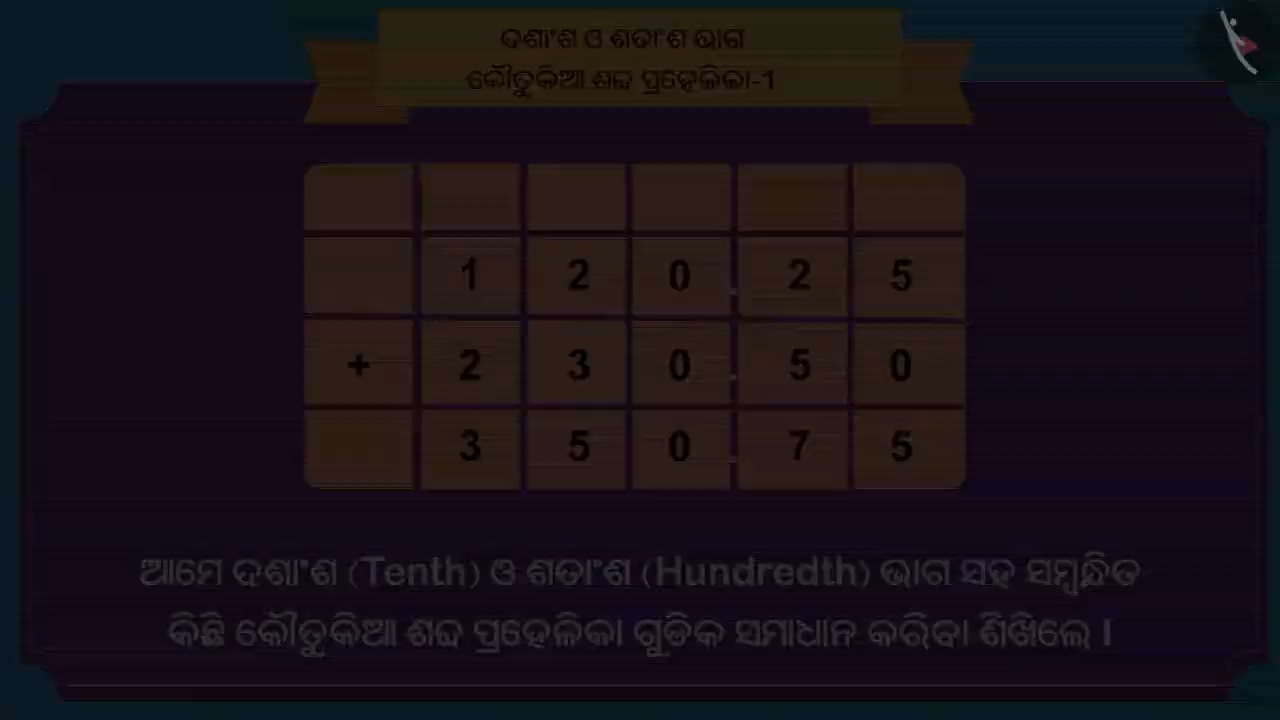 ଦଶାଂଶ ଓ ଶତାଂଶ ଭାଗ
କୌତୁକିଆ ଶବ୍ଦ ପ୍ରହେଳିକା-1
1 2 0 . 2 5
+ 2 3 0 . 5 0
3 5 0 . 7 5
ଆମେ ଦଶାଂଶ (Tenth) ଓ ଶତାଂଶ (Hundredth) ଭାଗ ସହ ସମ୍ବନ୍ଧିତ
କିଛି କୌତୁକିଆ ଶବ୍ଦ ପ୍ରହେଳିକା ଗୁଡିକ ସମାଧାନ କରିବା ଶିଖିଲେ ।